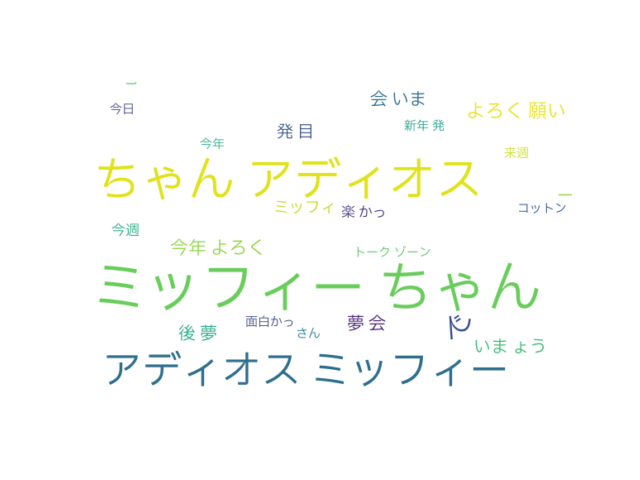 今日
会 いま
よろく 願い
発 目
新年 発
今年
来週
ちゃん アディオス
ミッフィ
楽 かっ
コットン
今週
今年 よろく
トーク ゾーン
ミッフィー ちゃん
後 夢
面白かっ
さん
夢 会
いま ょう
アディオス ミッフィー